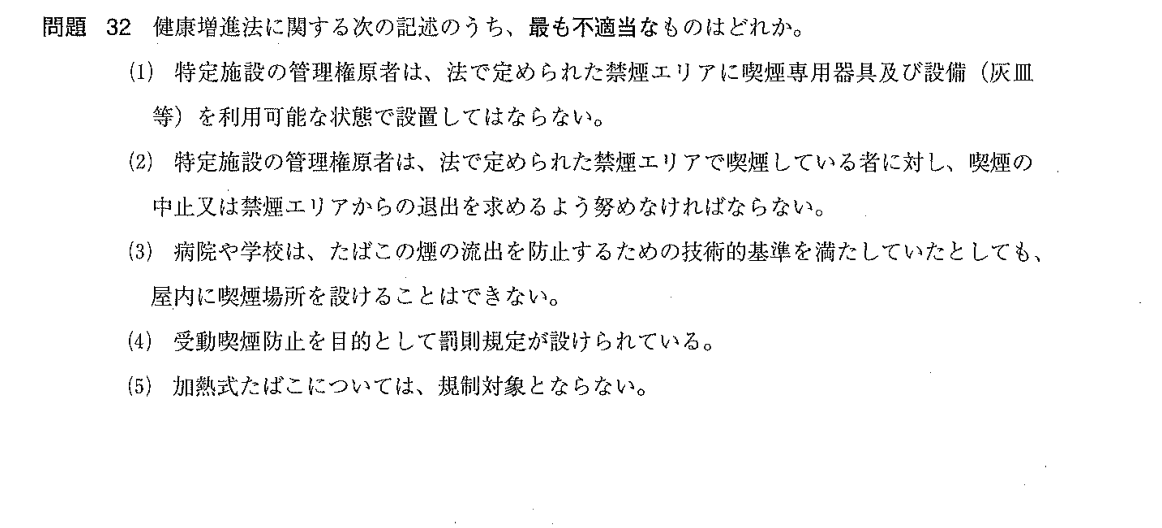 問題 32 健康増進法に関する次の記述のうち、最も不適当なものはどれか。
(1) 特定施設の管理権原者は、法で定められた禁煙エリアに喫煙専用器具及び設備（灰皿
等）を利用可能な状態で設置してはならない。
(2) 特定施設の管理権原者は、法で定められた禁煙エリアで喫煙している者に対し、喫煙の
中止又は禁煙エリアからの退出を求めるよう努めなければならない。
(3) 病院や学校は、たばこの煙の流出を防止するための技術的基準を満たしていたとしても、
屋内に喫煙場所を設けることはできない。
(4) 受動喫煙防止を目的として罰則規定が設けられている。
(5) 加熱式たばこについては、規制対象とならない。